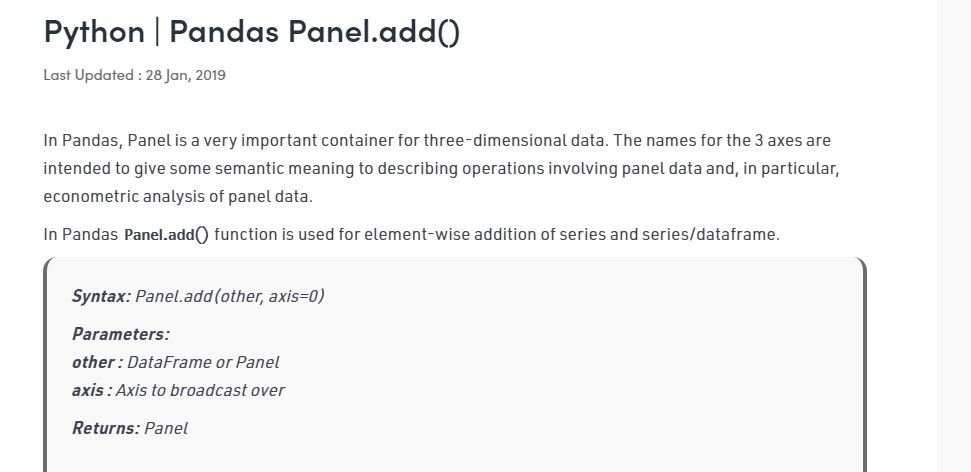 Python | Pandas Panel.add()
Last Updated : 28 Jan, 2019
In Pandas, Panel is a very important container for three-dimensional data. The names for the 3 axes are
intended to give some semantic meaning to describing operations involving panel data and, in particular,
econometric analysis of panel data.
In Pandas Panel.add() function is used for element-wise addition of series and series/dataframe.
Syntax: Panel.add(other, axis=0)
Parameters:
other : DataFrame or Panel
axis : Axis to broadcast over
Returns: Panel